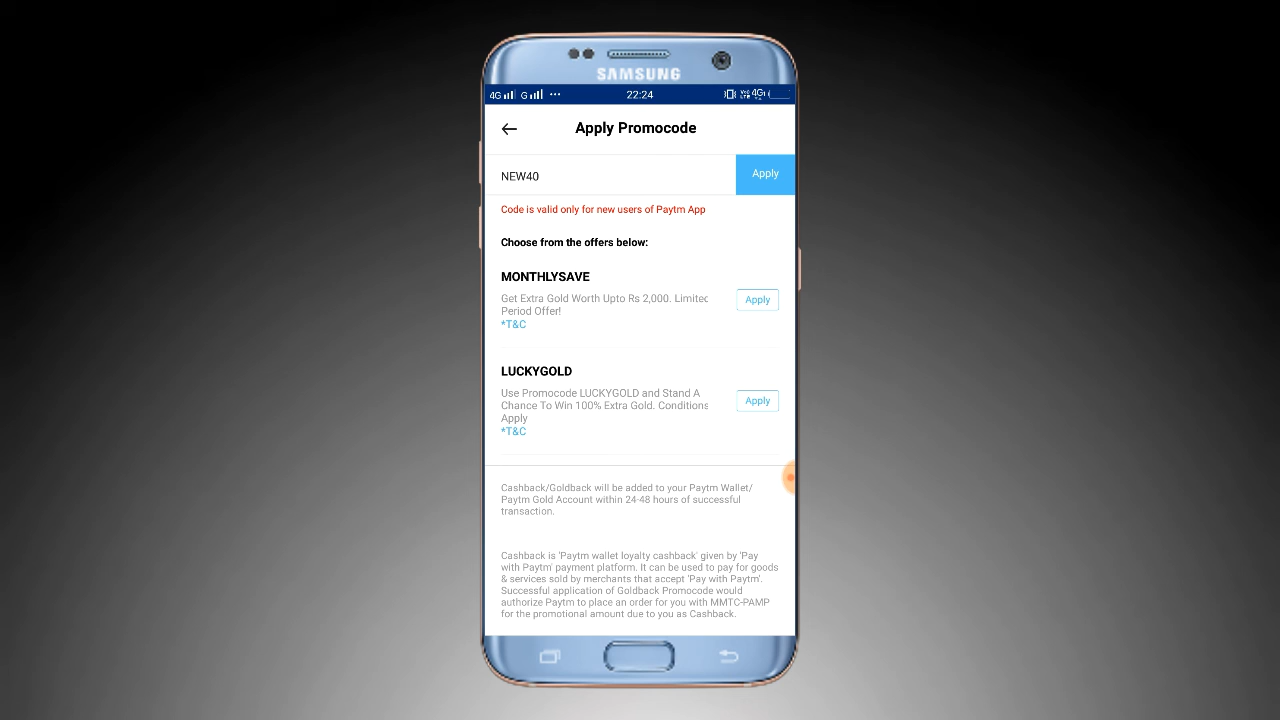 SAMSUNG
4G G ... 22:24 4G
Apply Promocode
NEW40 Apply
Code is valid only for new users of Paytm App
Choose from the offers below:
MONTHLYSAVE
Get Extra Gold Worth Upto Rs 2,000. Limited
Period Offer!
*T&C
Apply
LUCKYGOLD
Use Promocode LUCKYGOLD and Stand A
Chance To Win 100% Extra Gold. Conditions
Apply
*T&C
Apply
Cashback/Goldback will be added to your Paytm Wallet/
Paytm Gold Account within 24-48 hours of successful
transaction.
Cashback is 'Paytm wallet loyalty cashback' given by 'Pay
with Paytm' payment platform. It can be used to pay for goods
& services sold by merchants that accept 'Pay with Paytm'.
Successful application of Goldback Promocode would
authorize Paytm to place an order for you with MMTC-PAMP
for the promotional amount due to you as Cashback.